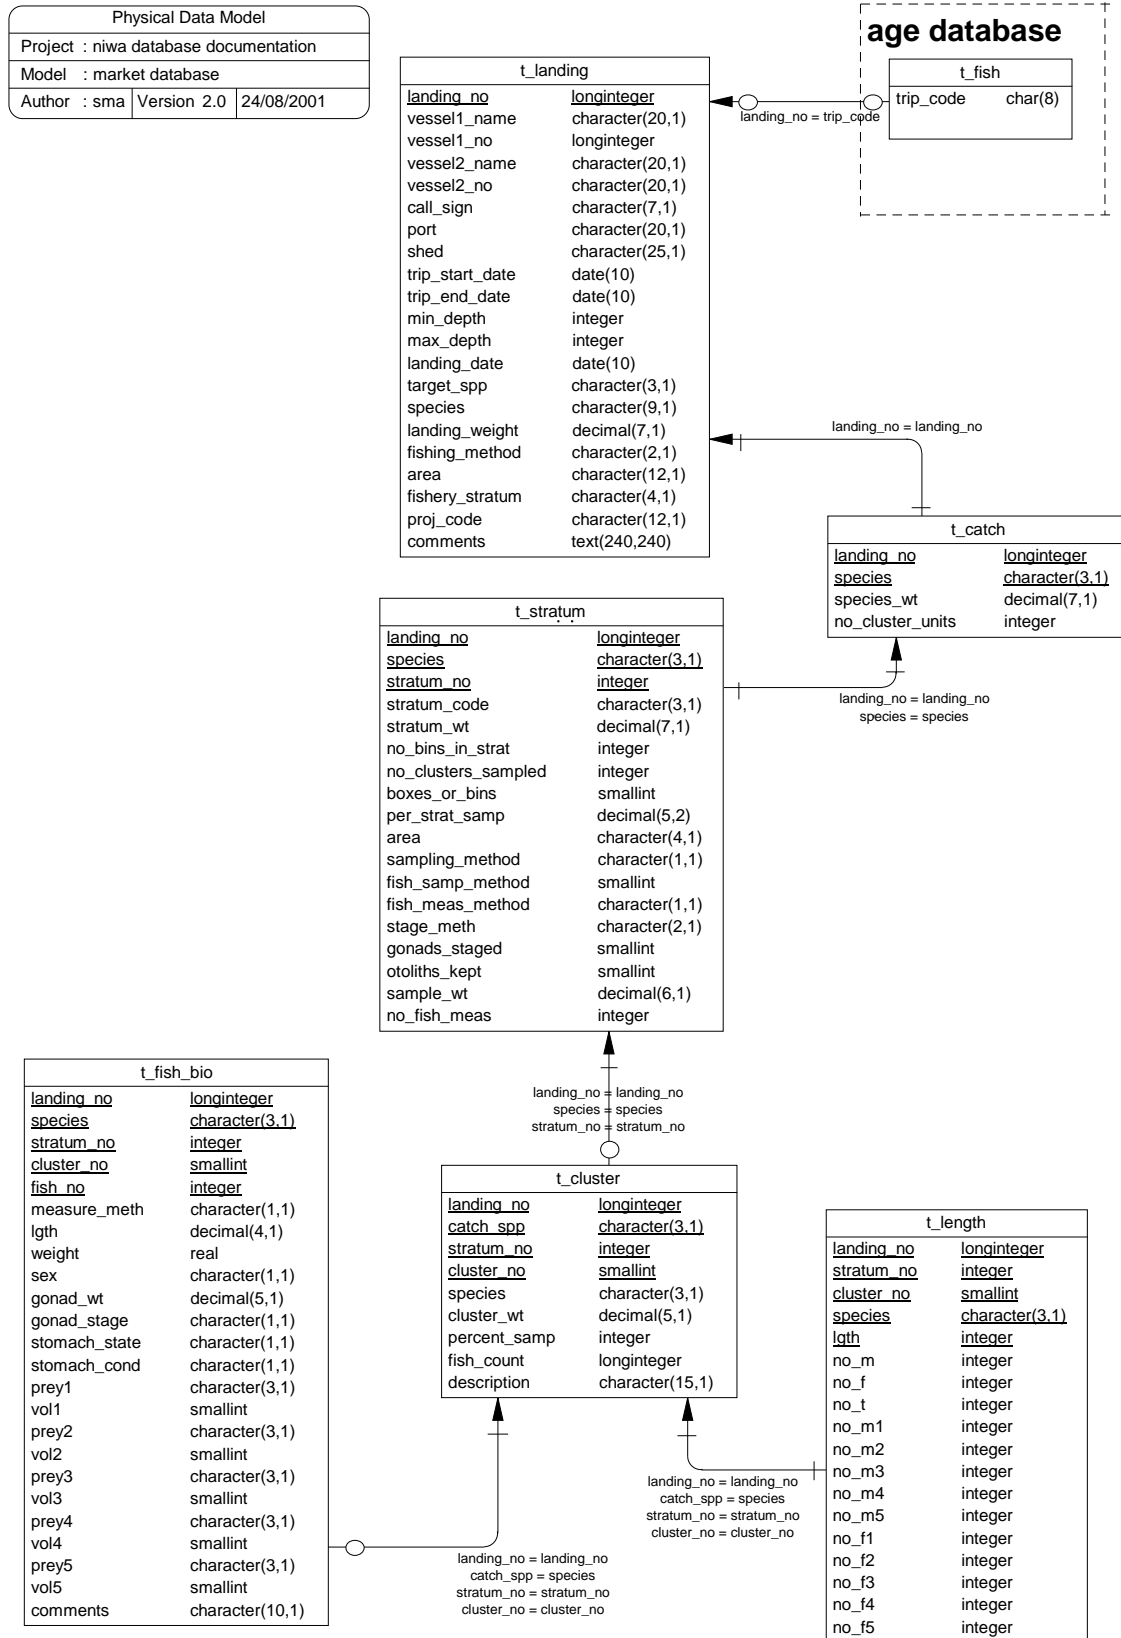 Physical Data Model
Project : niwa database documentation
Model : market database
Author : sma Version 2.0 24/08/2001
age database
t_fish
trip_code char(8)
landing_no = trip_code
t_landing
landing_no longinteger
vessel1_name character(20,1)
vessel1_no longinteger
vessel2_name character(20,1)
vessel2_no character(20,1)
call_sign character(7,1)
port character(20,1)
shed character(25,1)
trip_start_date date(10)
trip_end_date date(10)
min_depth integer
max_depth integer
landing_date date(10)
target_spp character(3,1)
species character(9,1)
landing_weight decimal(7,1)
fishing_method character(2,1)
area character(12,1)
fishery_stratum character(4,1)
proj_code character(12,1)
comments text(240,240)
landing_no = landing_no
t_catch
landing_no longinteger
species character(3,1)
species_wt decimal(7,1)
no_cluster_units integer
landing_no = landing_no
species = species
t_stratum
landing_no longinteger
species character(3,1)
stratum_no integer
stratum_code character(3,1)
stratum_wt decimal(7,1)
no_bins_in_strat integer
no_clusters_sampled integer
boxes_or_bins smallint
per_strat_samp decimal(5,2)
area character(4,1)
sampling_method character(1,1)
fish_samp_method smallint
fish_meas_method character(1,1)
stage_meth character(2,1)
gonads_staged smallint
otoliths_kept smallint
sample_wt decimal(6,1)
no_fish_meas integer
landing_no = landing_no
species = species
stratum_no = stratum_no
t_fish_bio
landing_no longinteger
species character(3,1)
stratum_no integer
cluster_no smallint
fish_no integer
measure_meth character(1,1)
lgth decimal(4,1)
weight real
sex character(1,1)
gonad_wt decimal(5,1)
gonad_stage character(1,1)
stomach_state character(1,1)
stomach_cond character(1,1)
prey1 character(3,1)
vol1 smallint
prey2 character(3,1)
vol2 smallint
prey3 character(3,1)
vol3 smallint
prey4 character(3,1)
vol4 smallint
prey5 character(3,1)
vol5 smallint
comments character(10,1)
t_cluster
landing_no longinteger
catch_spp character(3,1)
stratum_no integer
cluster_no smallint
species character(3,1)
cluster_wt decimal(5,1)
percent_samp integer
fish_count longinteger
description character(15,1)
landing_no = landing_no
catch_spp = species
stratum_no = stratum_no
cluster_no = cluster_no
landing_no = landing_no
catch_spp = species
stratum_no = stratum_no
cluster_no = cluster_no
t_length
landing_no longinteger
stratum_no integer
cluster_no smallint
species character(3,1)
lgth integer
no_m integer
no_f integer
no_t integer
no_m1 integer
no_m2 integer
no_m3 integer
no_m4 integer
no_m5 integer
no_f1 integer
no_f2 integer
no_f3 integer
no_f4 integer
no_f5 integer